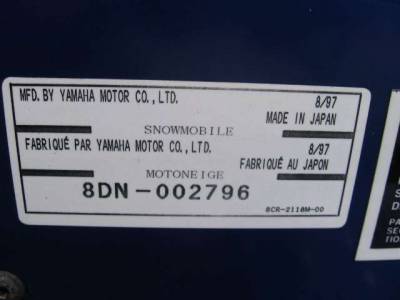 MFD. BY YAMAHA MOTOR CO., LTD. 8/97
MADE IN JAPAN
SNOWMOBILE
FABRIQUÉ PAR YAMAHA MOTOR CO., LTD. 8/97
FABRIQUÉ AU JAPON
MOTONEIGE
8DN-002796
8CR-2118M-00